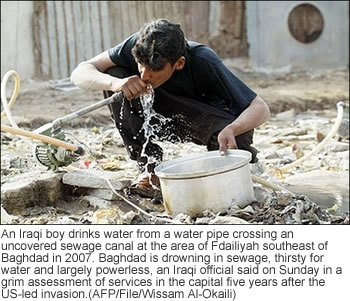 An Iraqi boy drinks water from a water pipe crossing an
uncovered sewage canal at the area of Fdailiyah southeast of
Baghdad in 2007. Baghdad is drowning in sewage, thirsty for
water and largely powerless, an Iraqi official said on Sunday in a
grim assessment of services in the capital five years after the
US-led invasion.(AFP/File/Wissam Al-Okaili)